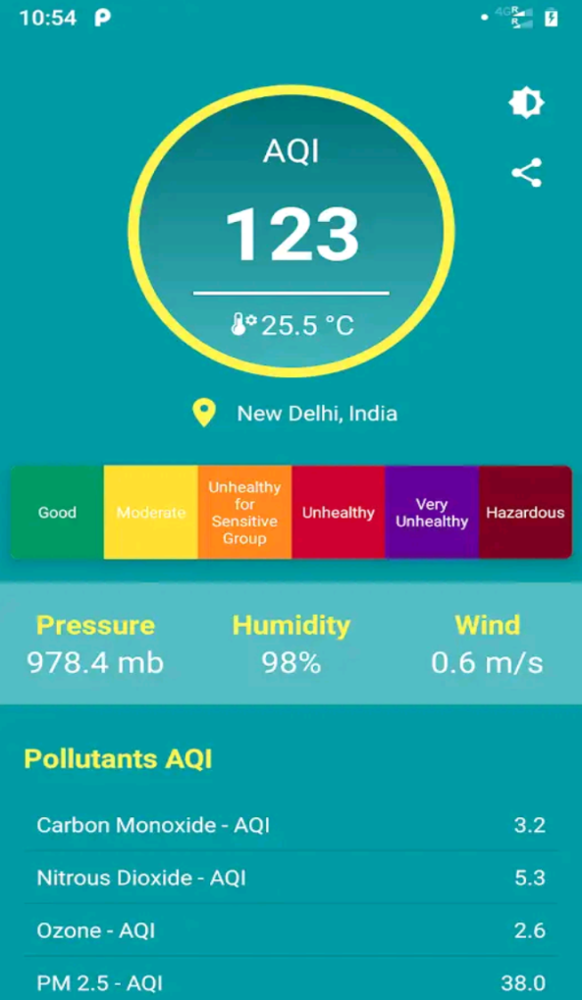 10:54
4G R
R
AQI
123
25.5 °C
New Delhi, India
Good
Moderate
Unhealthy
for
Sensitive
Group
Unhealthy
Very
Unhealthy
Hazardous
Pressure Humidity Wind
978.4 mb 98% 0.6 m/s
Pollutants AQI
Carbon Monoxide - AQI 3.2
Nitrous Dioxide - AQI 5.3
Ozone - AQI 2.6
PM 2.5 - AQI 38.0